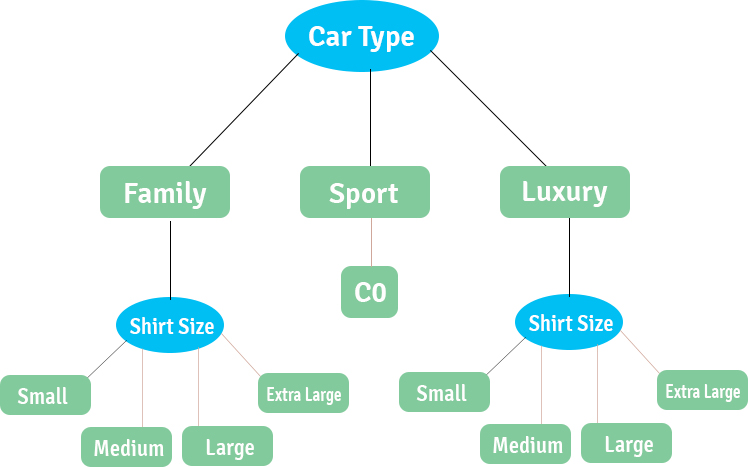 Car Type
Family
Sport
Luxury
C0
Shirt Size
Shirt Size
Small
Medium
Large
Extra Large
Small
Medium
Large
Extra Large